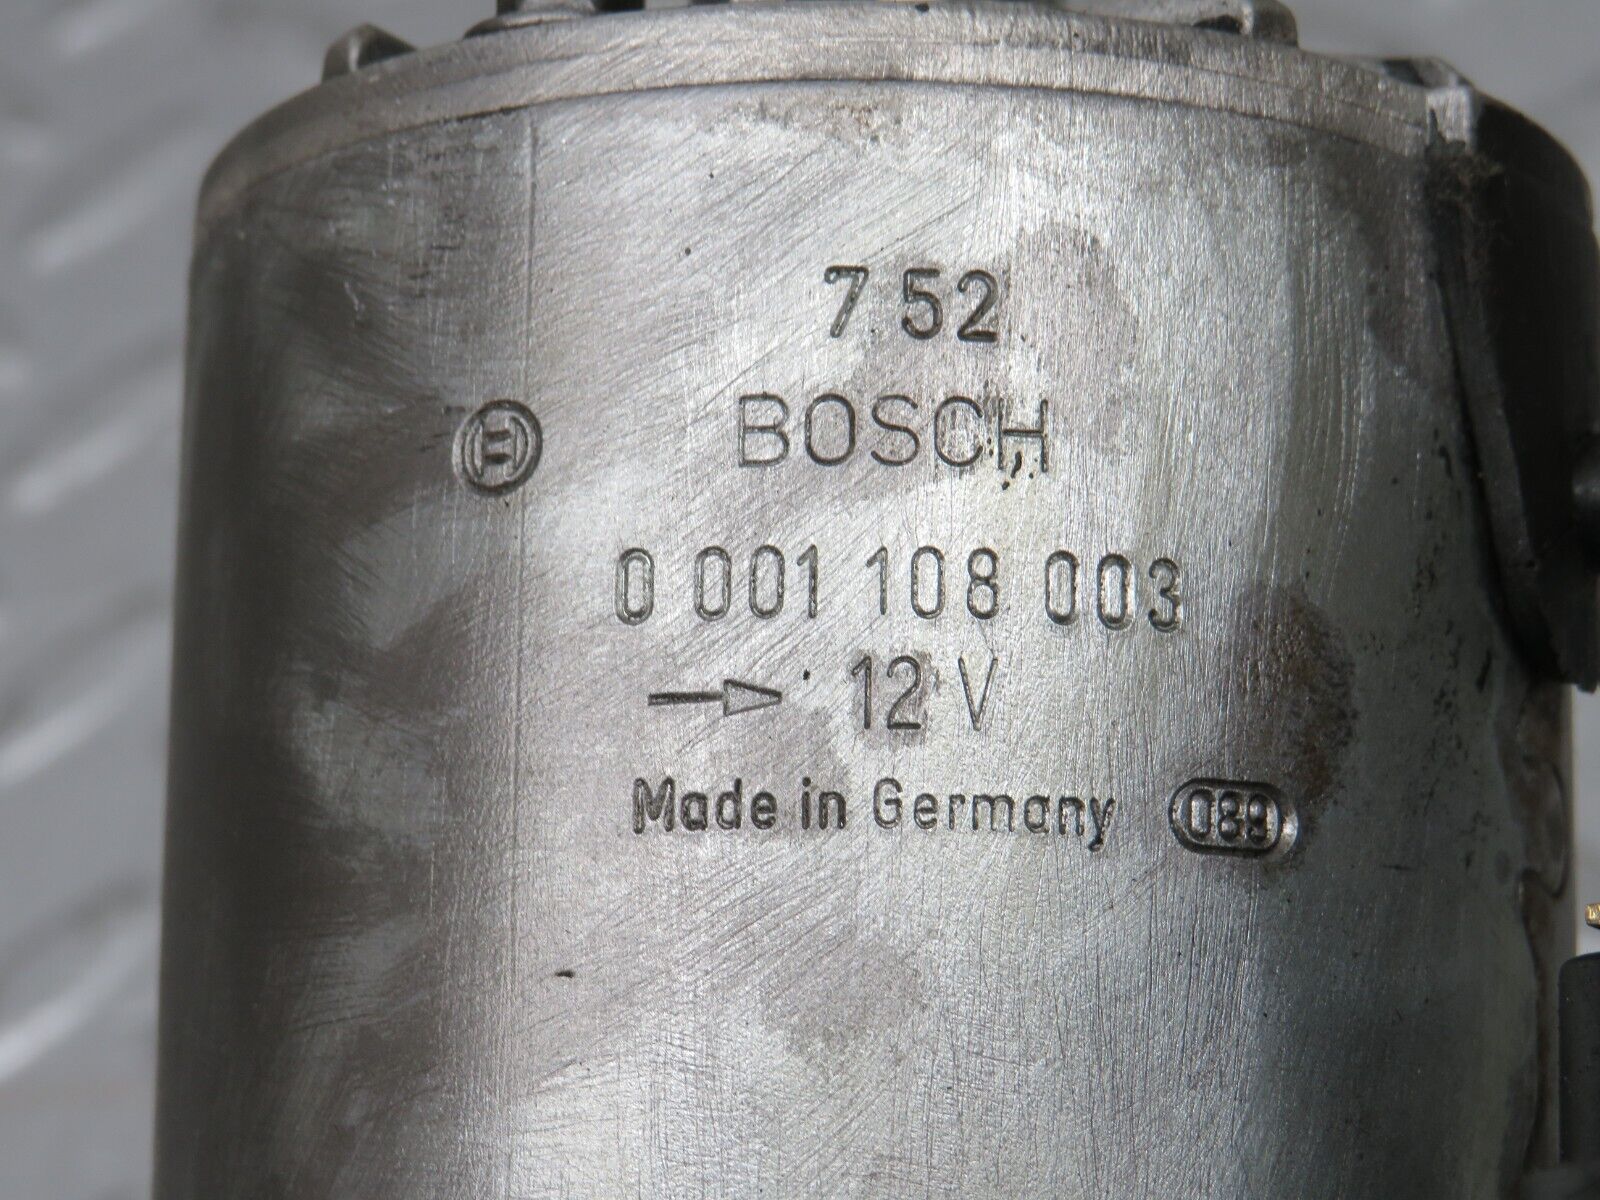 7 52
BOSCH
0 001 108 003
12 V
Made in Germany 089